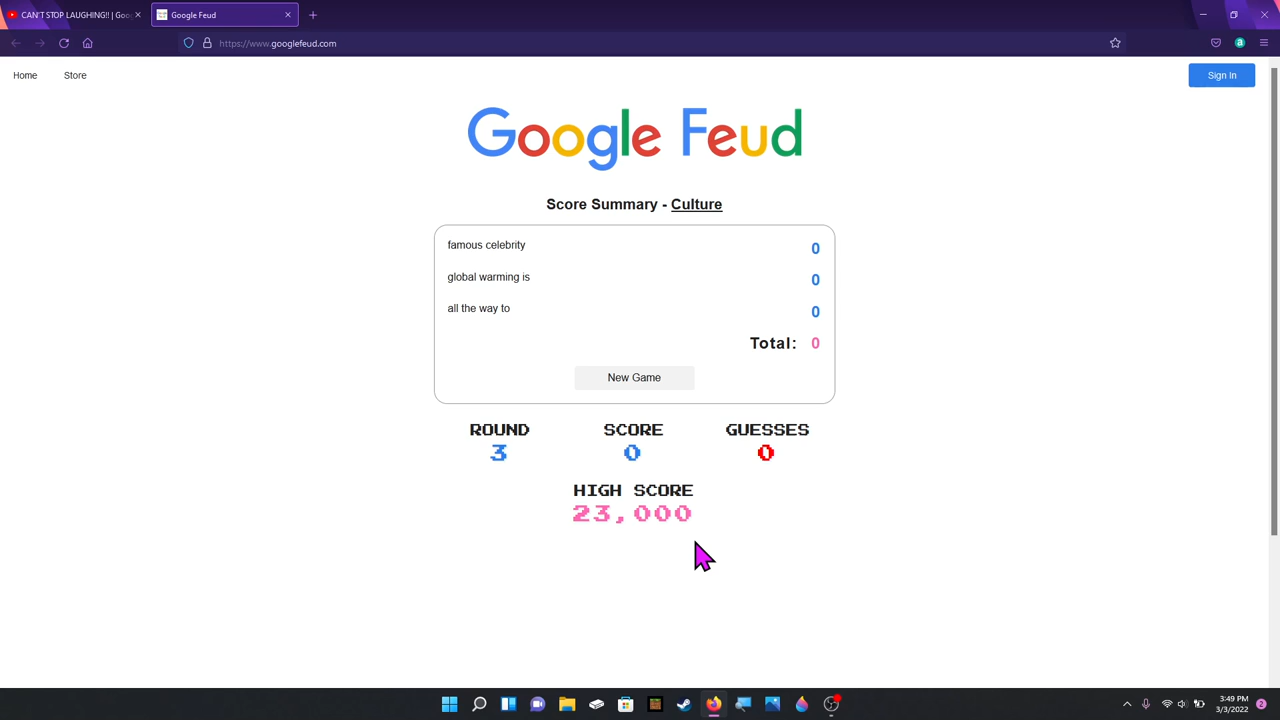 CAN'T STOP LAUGHING!! | Goo
Google Feud
https://www.googlefeud.com
Home
Store
Sign In
Google Feud
Score Summary - Culture
famous celebrity 0
global warming is 0
all the way to 0
Total: 0
New Game
ROUND SCORE GUESSES
3 0 0
HIGH SCORE
23,000
3:49 PM
3/3/2022
2